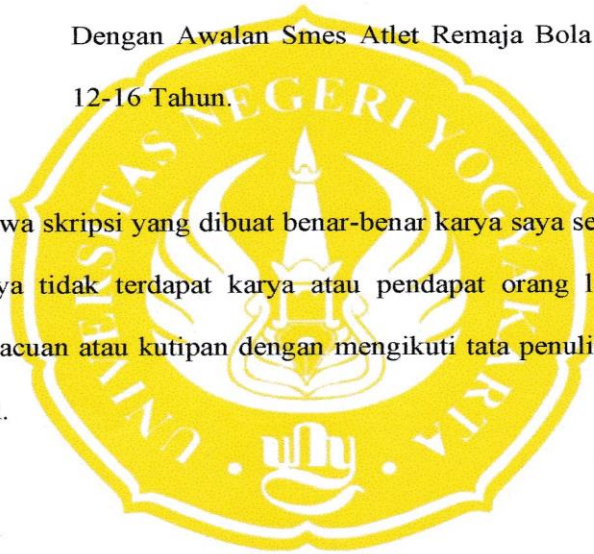 Dengan Awalan Smes Atlet Remaja Bola
12-16 Tahun.
UNIVERSITAS NEGERI YOGYAKARTA
wa skripsi yang dibuat benar-benar karya saya se
ya tidak terdapat karya atau pendapat orang l
acuan atau kutipan dengan mengikuti tata penuli
uny